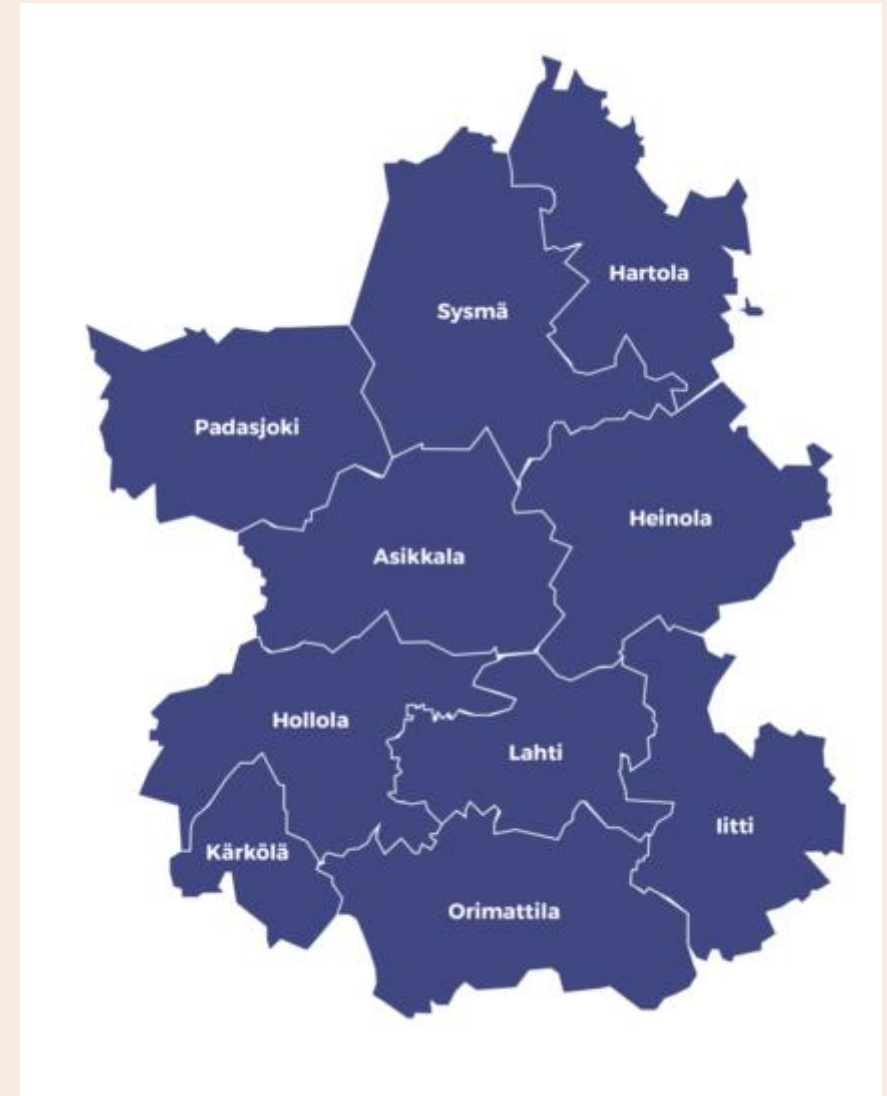 Hartola
Sysmä
Padasjoki
Heinola
Asikkala
Hollola
Lahti
Iitti
Kärkölä
Orimattila